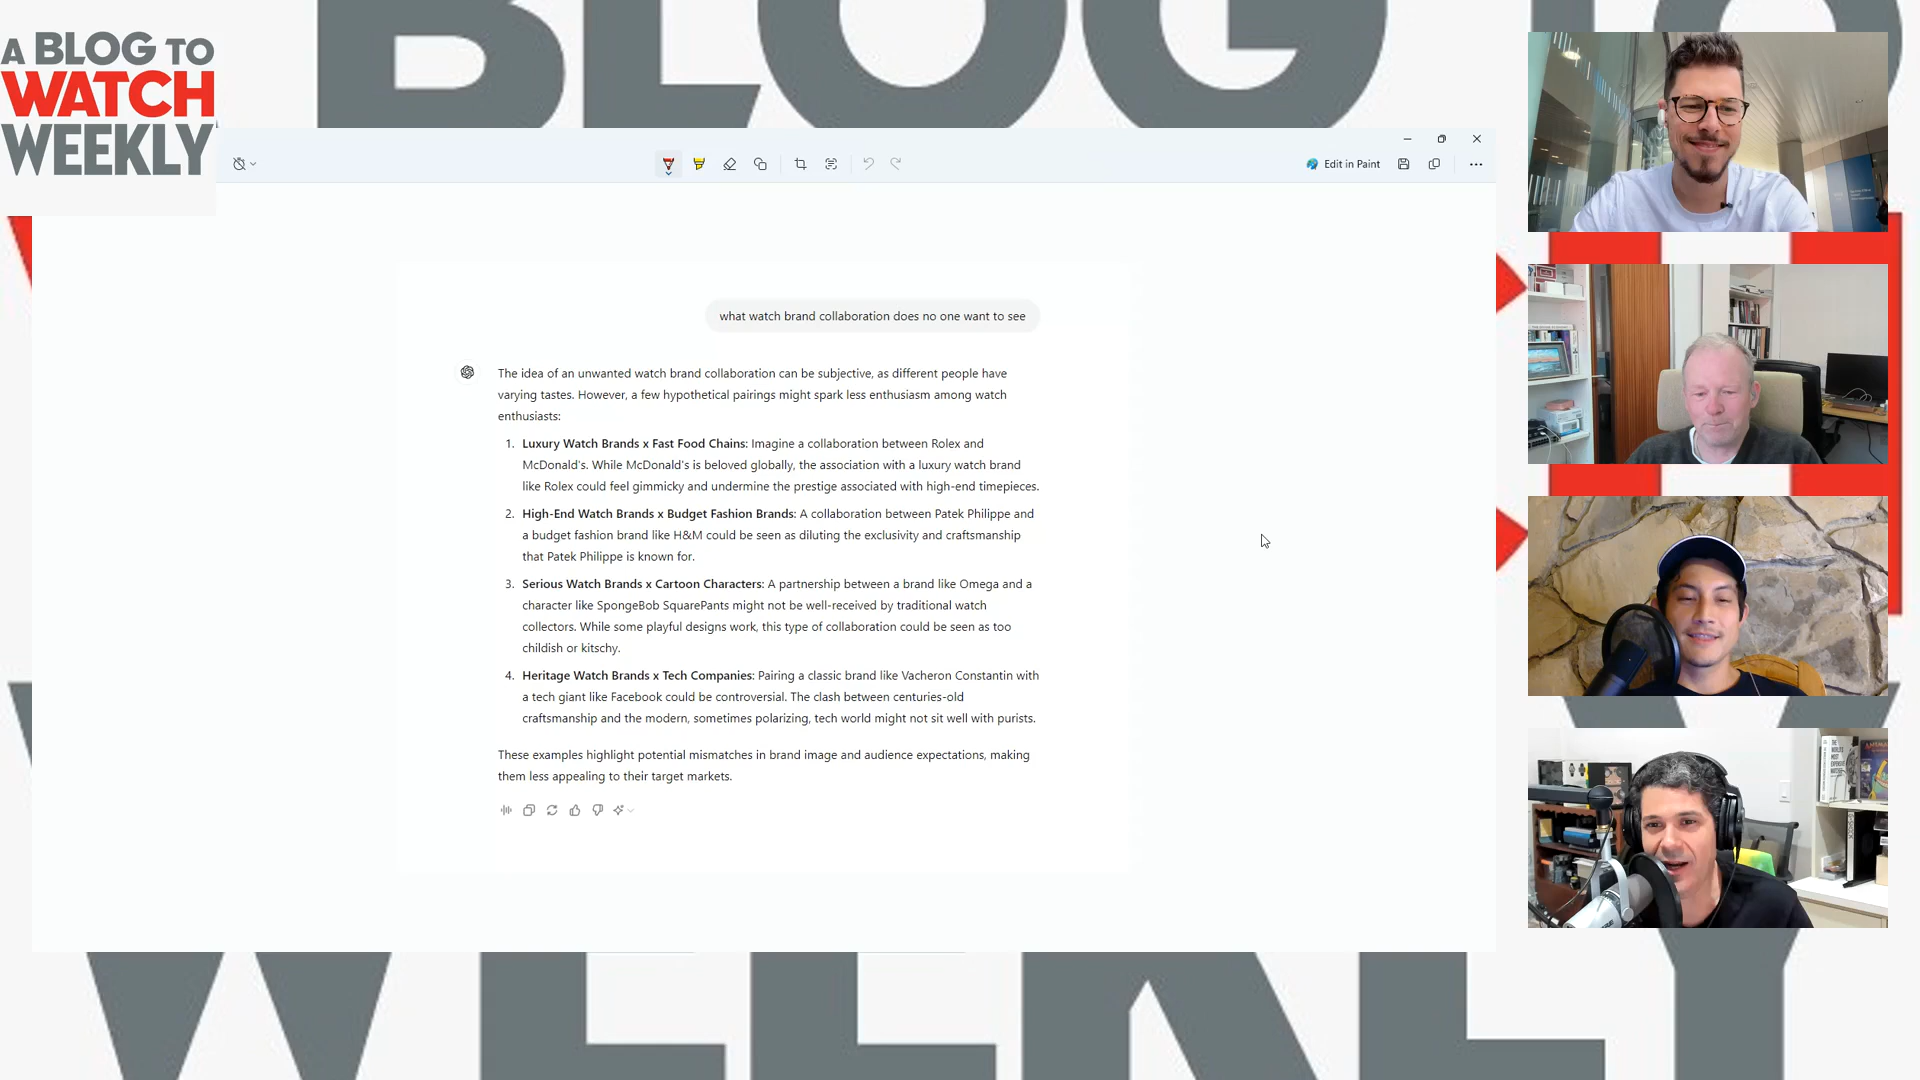 A BLOG TO
WATCH
WEEKLY
BLOG TO
Edit in Paint
what watch brand collaboration does no one want to see
The idea of an unwanted watch brand collaboration can be subjective, as different people have
varying tastes. However, a few hypothetical pairings might spark less enthusiasm among watch
enthusiasts:
1. Luxury Watch Brands x Fast Food Chains: Imagine a collaboration between Rolex and
McDonald's. While McDonald's is beloved globally, the association with a luxury watch brand
like Rolex could feel gimmicky and undermine the prestige associated with high-end timepieces.
2. High-End Watch Brands x Budget Fashion Brands: A collaboration between Patek Philippe and
a budget fashion brand like H&M could be seen as diluting the exclusivity and craftsmanship
that Patek Philippe is known for.
3. Serious Watch Brands x Cartoon Characters: A partnership between a brand like Omega and a
character like SpongeBob SquarePants might not be well-received by traditional watch
collectors. While some playful designs work, this type of collaboration could be seen as too
childish or kitschy.
4. Heritage Watch Brands x Tech Companies: Pairing a classic brand like Vacheron Constantin with
a tech giant like Facebook could be controversial. The clash between centuries-old
craftsmanship and the modern, sometimes polarizing, tech world might not sit well with purists.
These examples highlight potential mismatches in brand image and audience expectations, making
them less appealing to their target markets.
WEEKLY